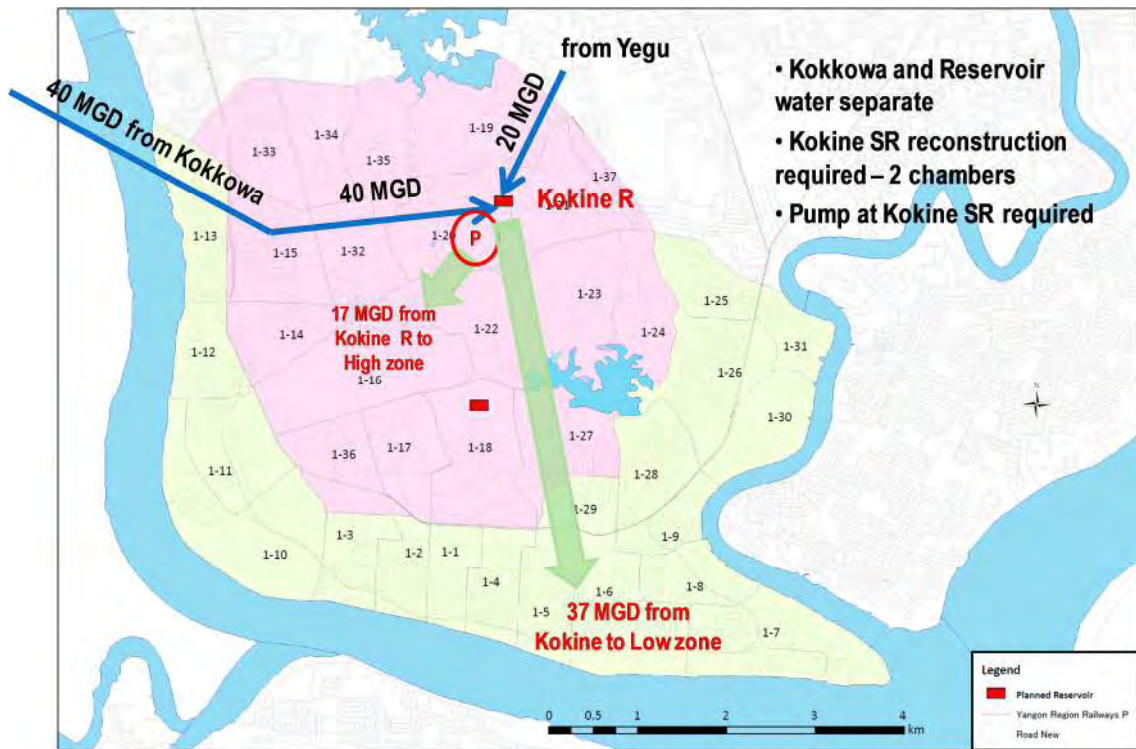 from Yegu
• Kokkowa and Reservoir
water separate
• Kokine SR reconstruction
required – 2 chambers
• Pump at Kokine SR required
40 MGD from Kokkowa
20 MGD
40 MGD
Kokine R
P
17 MGD from
Kokine R to
High zone
37 MGD from
Kokine to Low zone
1-33
1-34
1-35
1-19
1-37
1-13
1-15
1-32
1-23
1-25
1-24
1-31
1-14
1-22
1-12
1-16
1-26
1-30
1-36
1-17
1-18
1-27
1-11
1-28
1-29
1-3
1-2
1-1
1-9
1-10
1-4
1-6
1-8
1-5
1-7
N
0 0.5 1 2 3 4
km
Legend
Planned Reservoir
Yangon Region Railways P
Road New